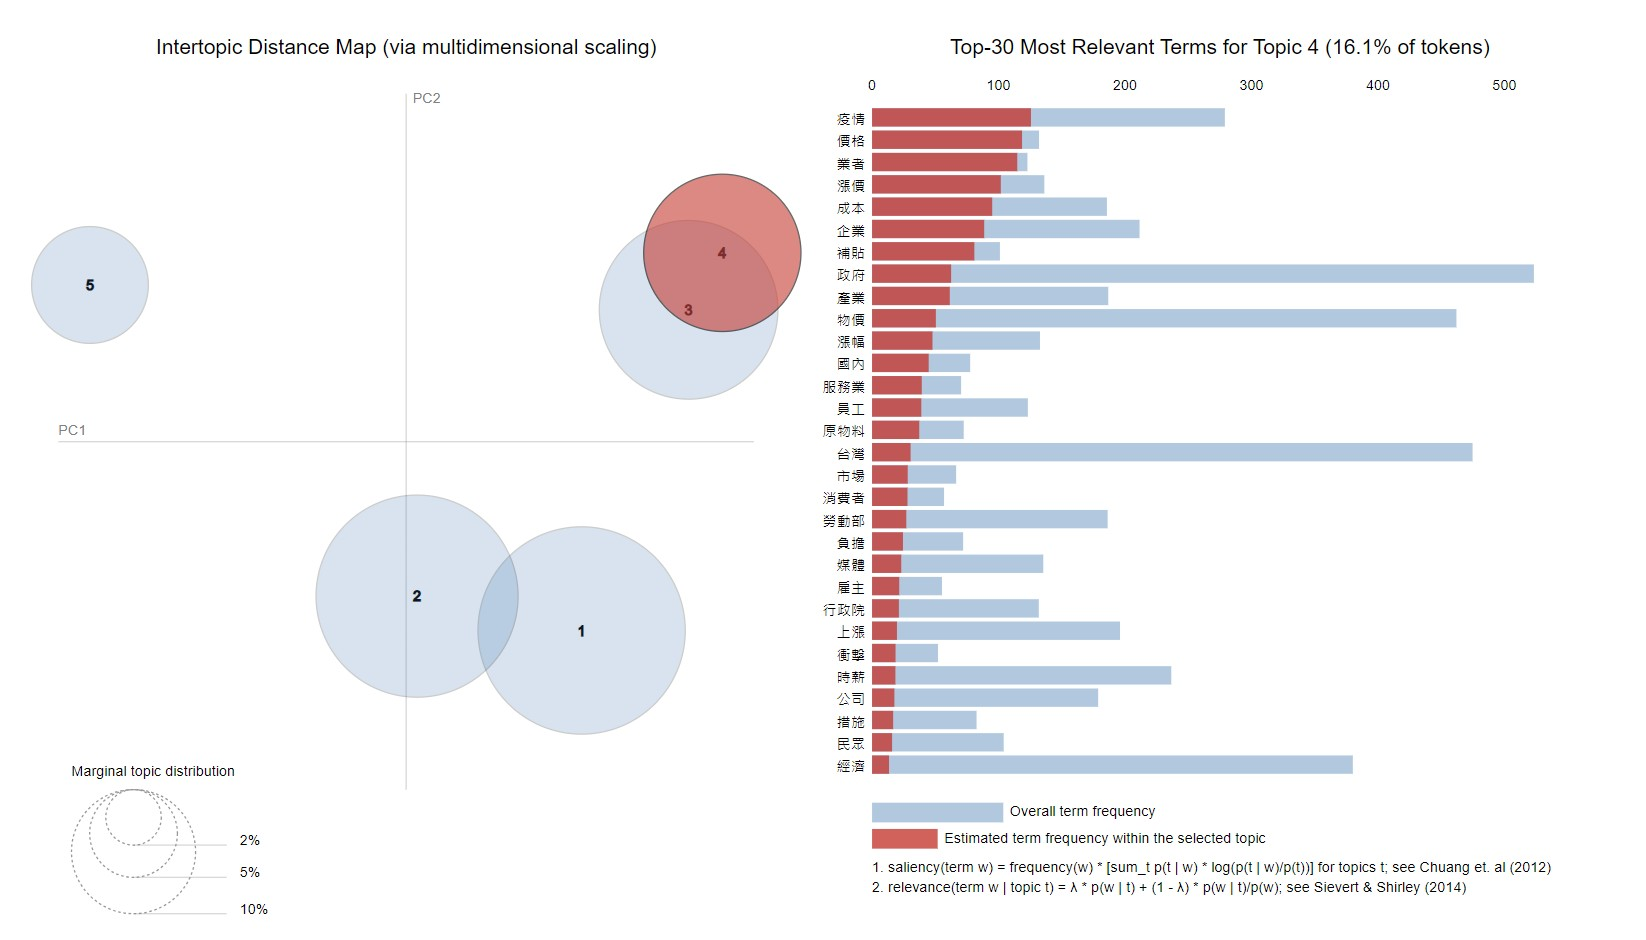 Intertopic Distance Map (via multidimensional scaling)
PC2
PC1
5
4
3
2
1
Marginal topic distribution
2%
5%
10%
Top-30 Most Relevant Terms for Topic 4 (16.1% of tokens)
0 100 200 300 400 500
疫情
價格
業者
漲價
成本
企業
補貼
政府
產業
物價
漲幅
國內
服務業
員工
原物料
台灣
市場
消費者
勞動部
負擔
媒體
雇主
行政院
上漲
衝擊
時薪
公司
措施
民眾
經濟
Overall term frequency
Estimated term frequency within the selected topic
1. saliency(term w) = frequency(w) * [sum_t p(t | w) * log(p(t | w)/p(t))] for topics t; see Chuang et. al (2012)
2. relevance(term w | topic t) = λ * p(w | t) + (1 - λ) * p(w | t)/p(w); see Sievert & Shirley (2014)